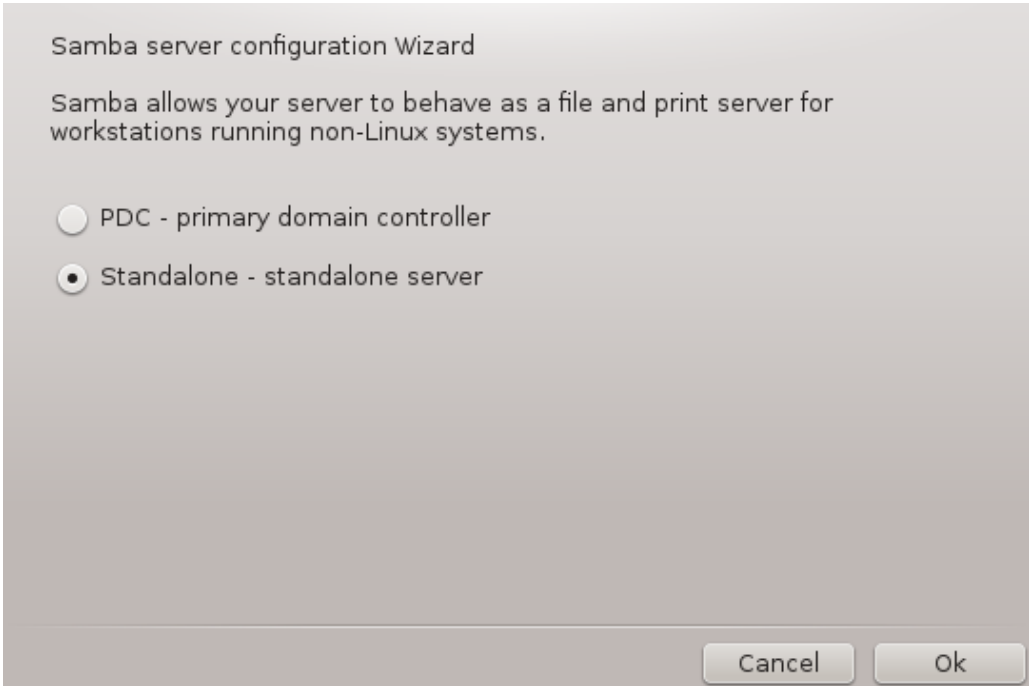 Samba server configuration Wizard
Samba allows your server to behave as a file and print server for
workstations running non-Linux systems.
PDC - primary domain controller
Standalone - standalone server
Cancel
Ok